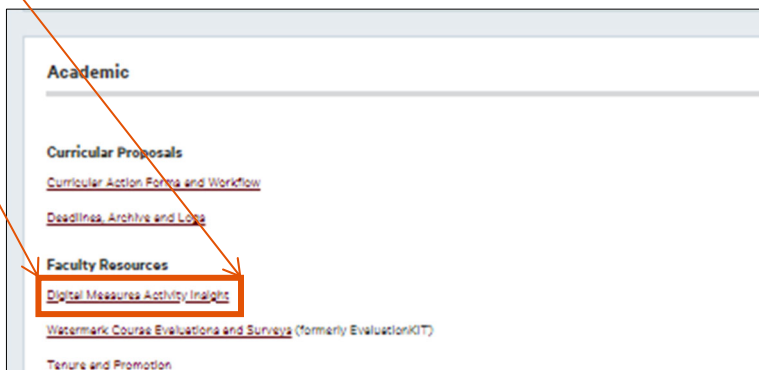 Academic
Curricular Proposals
Curricular Action Forms and Workflow
Deadlines, Archive and Logs
Faculty Resources
Digital Measures Activity Insight
Watermark Course Evaluations and Surveys (formerly EvaluationKIT)
Tenure and Promotion